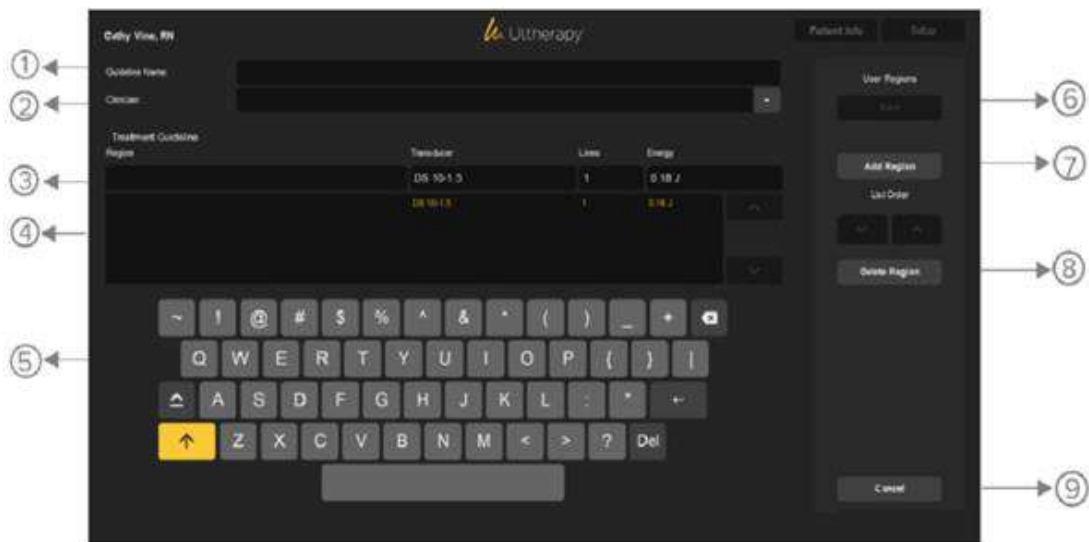 Cathy Vine, RN
Ultherapy
Patient Info
Setup
① Guideline Name:
② Clinician:
User Regions
Save ⑥
Treatment Guideline
Region Transducer Lines Energy
③ DS 10-1.5 1 0.18 J
Add Region ⑦
④ DS 10-1.5 1 0.18 J
List Order
Delete Region ⑧
~ ! @ # $ % ^ & * ( ) _ +
⑤ Q W E R T Y U I O P { } |
A S D F G H J K L : "
Z X C V B N M < > ? Del
Cancel ⑨